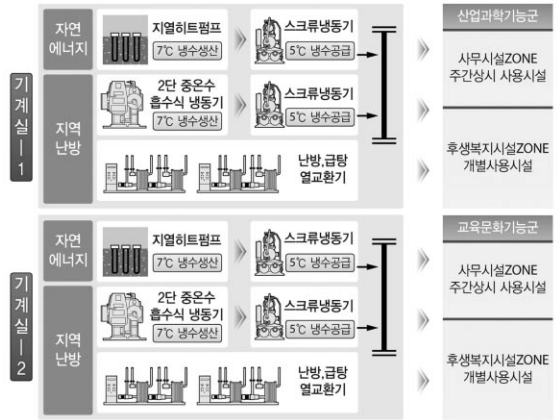 기계실-1
자연
에너지
지열히트펌프
7℃ 냉수생산
스크류냉동기
5℃ 냉수공급
지역
난방
2단 중온수
흡수식 냉동기
7℃ 냉수생산
스크류냉동기
5℃ 냉수공급
난방,급탕
열교환기
산업과학기능군
사무시설ZONE
주간상시 사용시설
후생복지시설ZONE
개별사용시설
기계실-2
자연
에너지
지열히트펌프
7℃ 냉수생산
스크류냉동기
5℃ 냉수공급
지역
난방
2단 중온수
흡수식 냉동기
7℃ 냉수생산
스크류냉동기
5℃ 냉수공급
난방,급탕
열교환기
교육문화기능군
사무시설ZONE
주간상시 사용시설
후생복지시설ZONE
개별사용시설